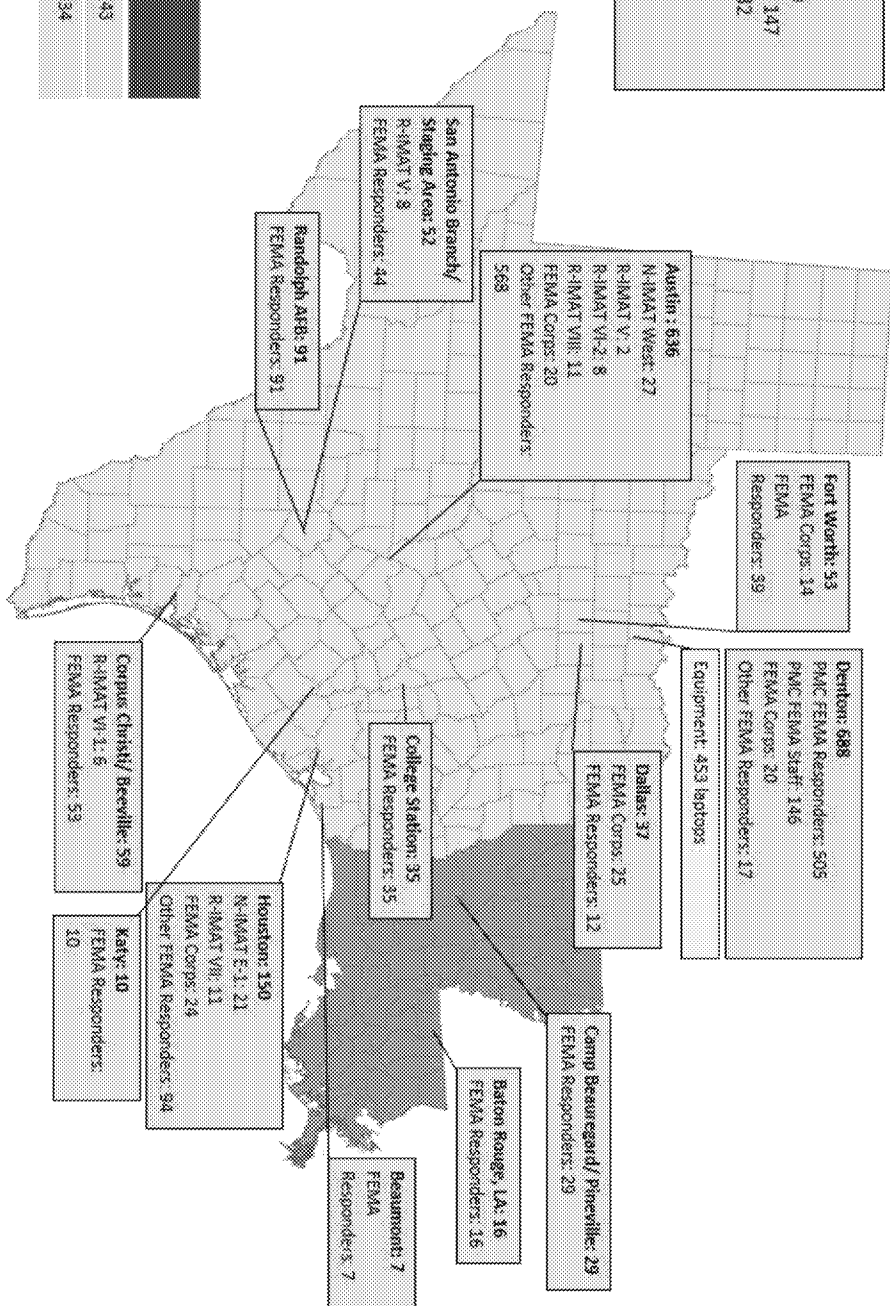 147
32
43
34
San Antonio Branch/
Staging Area: 52
R-IMAT V: 8
FEMA Responders: 44
Randolph AFB: 91
FEMA Responders: 91
Austin : 636
N-IMAT West: 27
R-IMAT V: 2
R-IMAT VI-2: 8
R-IMAT VIII: 11
FEMA Corps: 20
Other FEMA Responders:
568
Fort Worth: 53
FEMA Corps: 14
FEMA
Responders: 39
Denton: 688
PMC FEMA Responders: 505
PMC FEMA Staff: 146
FEMA Corps: 20
Other FEMA Responders: 17
Equipment: 453 laptops
Dallas: 37
FEMA Corps: 25
FEMA Responders: 12
College Station: 35
FEMA Responders: 35
Corpus Christi/ Beeville: 59
R-IMAT VI-1: 6
FEMA Responders: 53
Houston: 150
N-IMAT E-1: 21
R-IMAT VII: 11
FEMA Corps: 24
Other FEMA Responders: 94
Katy: 10
FEMA Responders:
10
Camp Beauregard/ Pineville: 29
FEMA Responders: 29
Baton Rouge, LA: 16
FEMA Responders: 16
Beaumont: 7
FEMA
Responders: 7